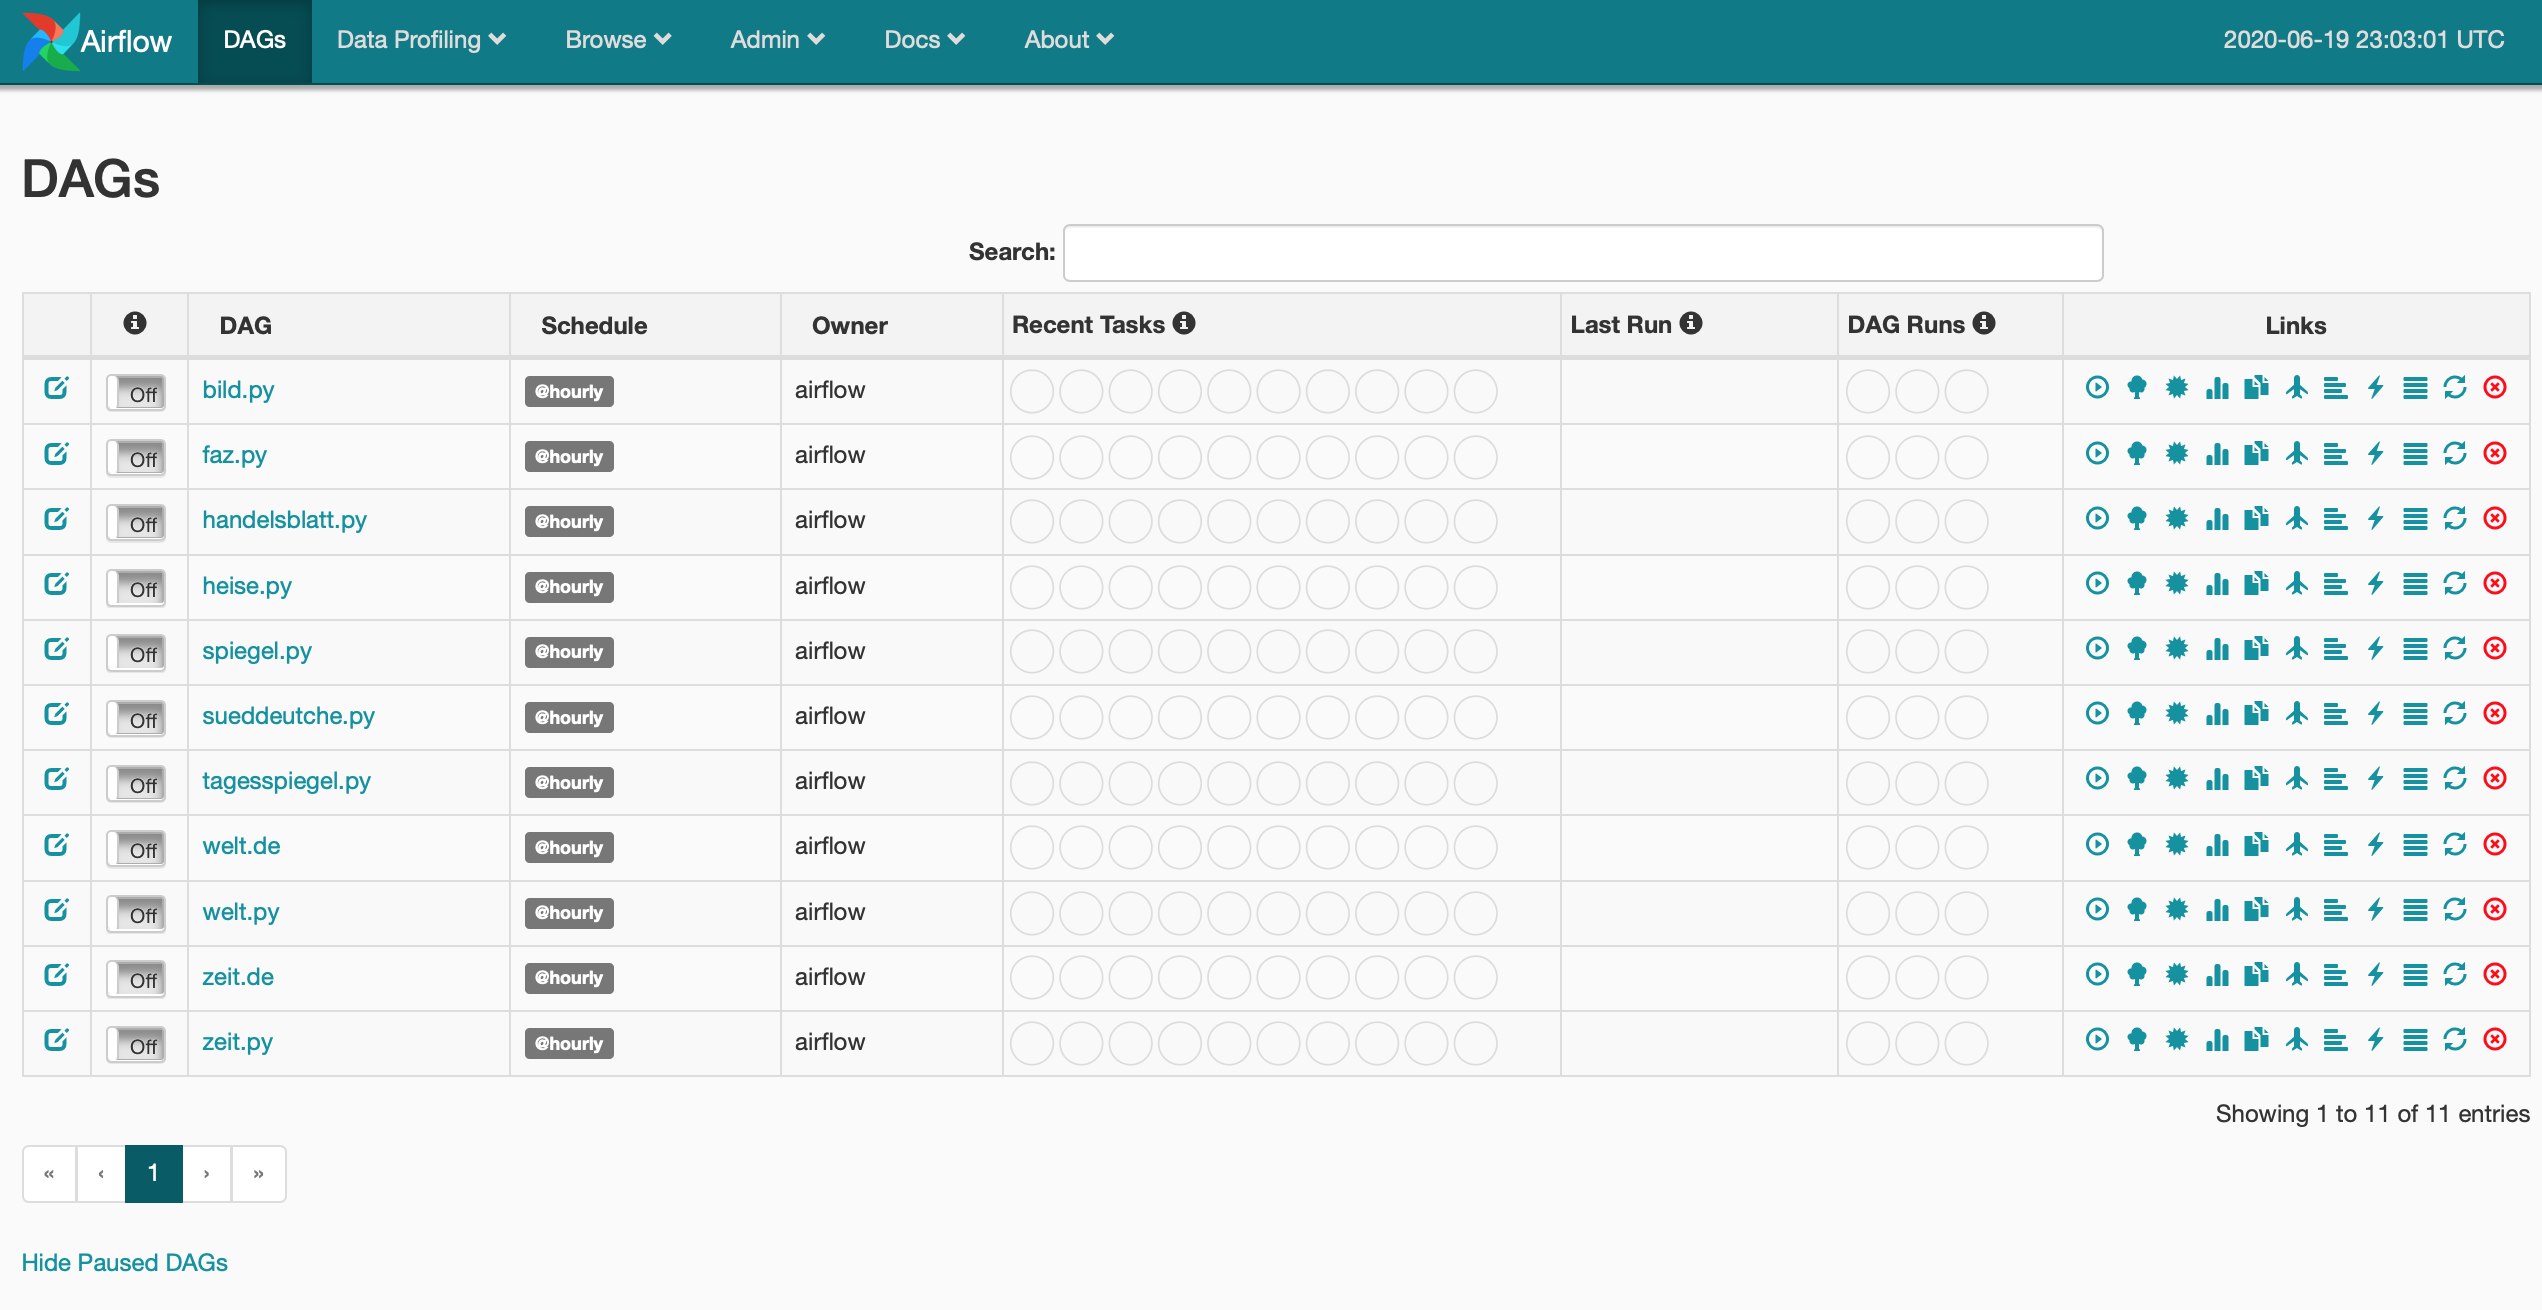 Airflow DAGs Data Profiling Browse Admin Docs About 2020-06-19 23:03:01 UTC
DAGs
Search:
DAG Schedule Owner Recent Tasks Last Run DAG Runs Links
Off bild.py @hourly airflow
Off faz.py @hourly airflow
Off handelsblatt.py @hourly airflow
Off heise.py @hourly airflow
Off spiegel.py @hourly airflow
Off sueddeutche.py @hourly airflow
Off tagesspiegel.py @hourly airflow
Off welt.de @hourly airflow
Off welt.py @hourly airflow
Off zeit.de @hourly airflow
Off zeit.py @hourly airflow
Showing 1 to 11 of 11 entries
« ‹ 1 › »
Hide Paused DAGs